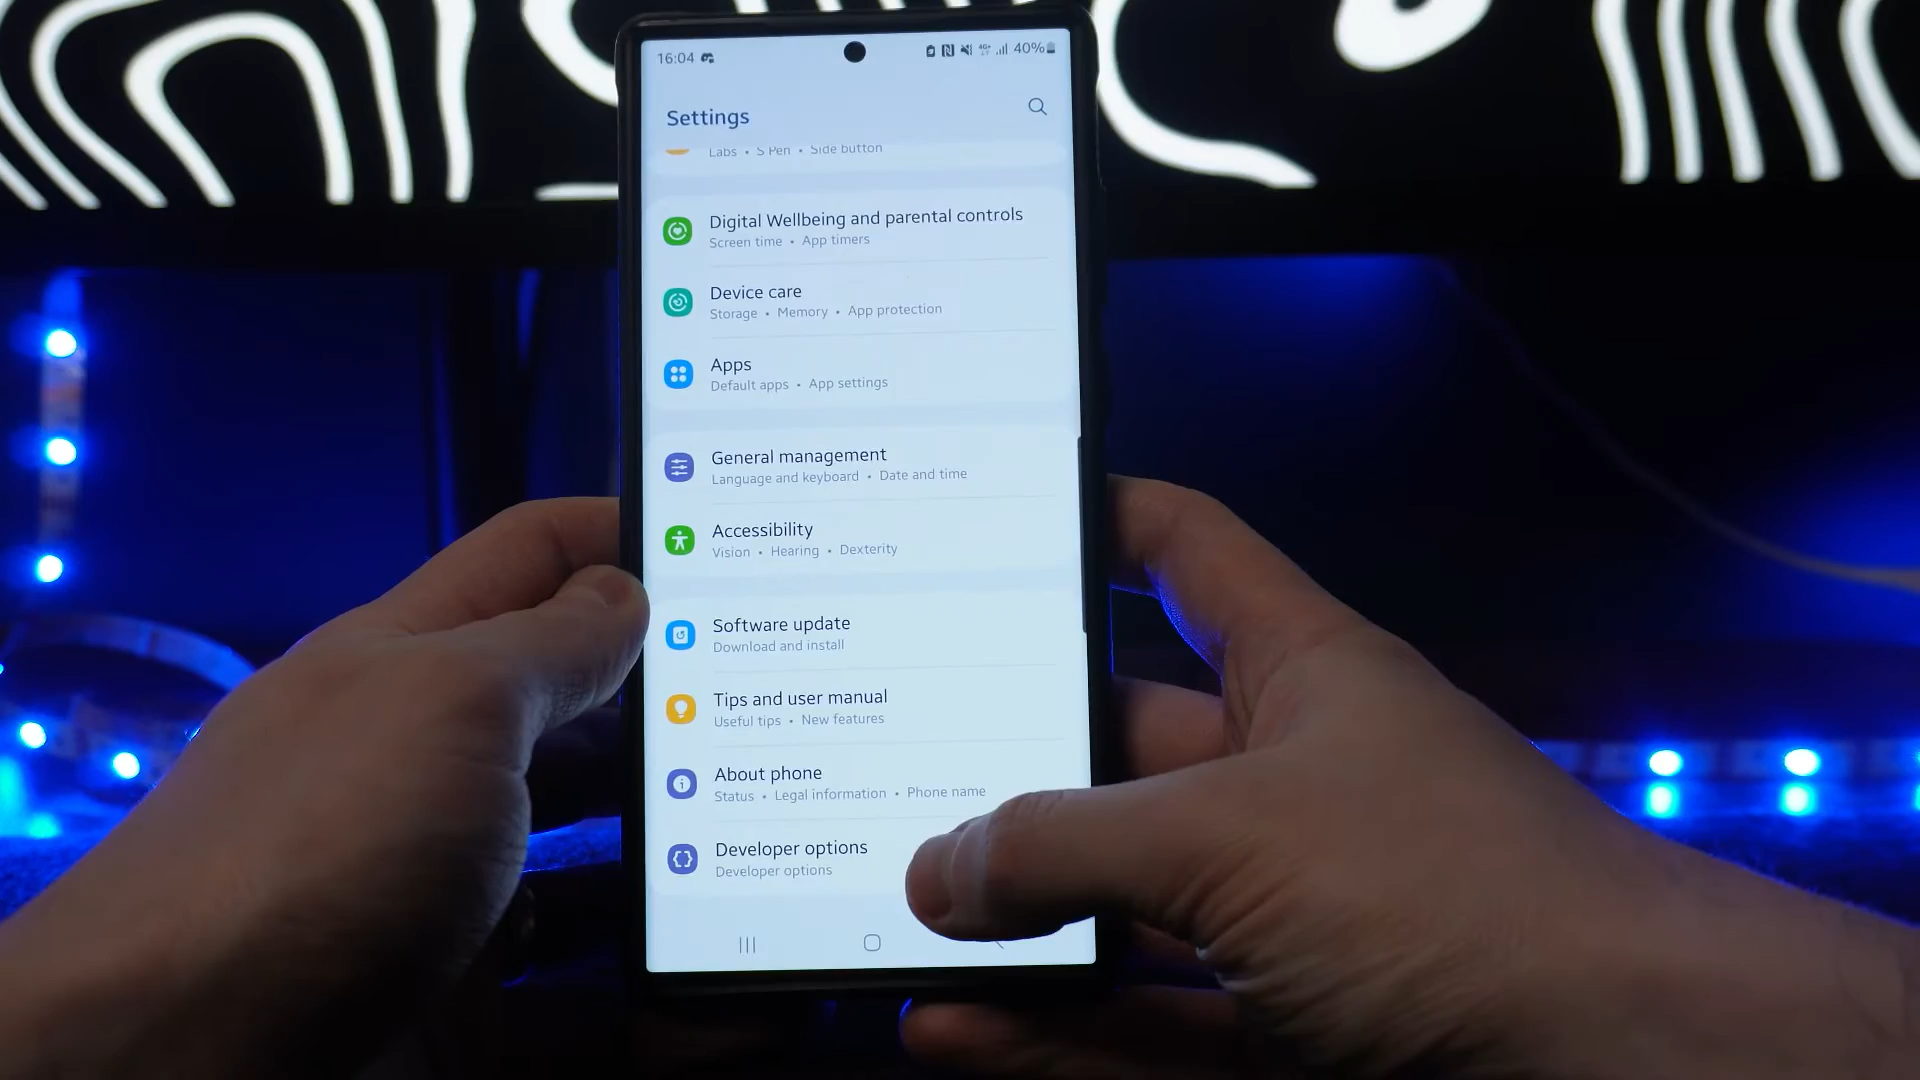 16:04
40%
Settings
Labs • S Pen • Side button
Digital Wellbeing and parental controls
Screen time • App timers
Device care
Storage • Memory • App protection
Apps
Default apps • App settings
General management
Language and keyboard • Date and time
Accessibility
Vision • Hearing • Dexterity
Software update
Download and install
Tips and user manual
Useful tips • New features
About phone
Status • Legal information • Phone name
Developer options
Developer options